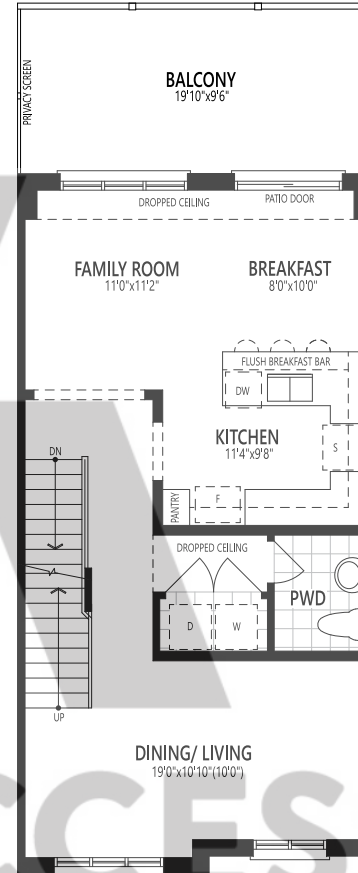 BALCONY
19'10"x9'6"
PRIVACY SCREEN
DROPPED CEILING
PATIO DOOR
FAMILY ROOM
11'0"x11'2"
BREAKFAST
8'0"x10'0"
FLUSH BREAKFAST BAR
DW
KITCHEN
11'4"x9'8"
S
DN
PANTRY
F
DROPPED CEILING
PWD
D
W
UP
DINING/ LIVING
19'0"x10'10"(10'0")
CCES